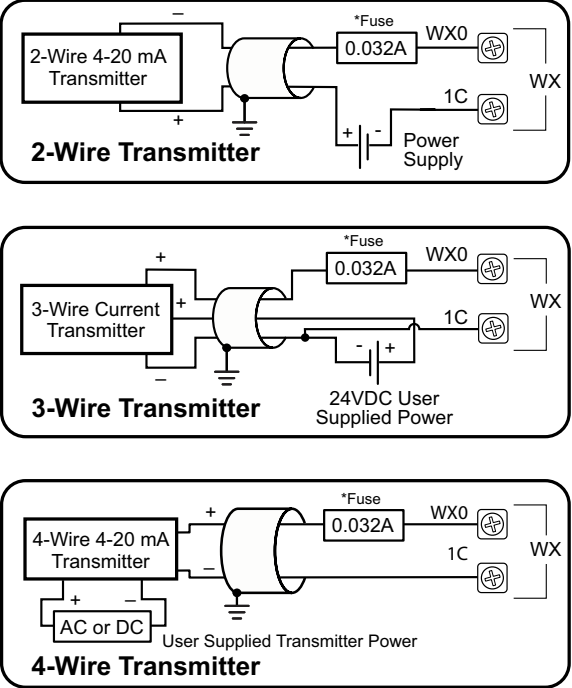 *Fuse
–
2-Wire 4-20 mA
Transmitter
0.032A
WX0
WX
1C
+
+ -
Power
Supply
2-Wire Transmitter
*Fuse
+
WX0
0.032A
3-Wire Current
Transmitter
+
WX
1C
- +
–
24VDC User
Supplied Power
3-Wire Transmitter
*Fuse
+
WX0
0.032A
4-Wire 4-20 mA
Transmitter
1C
WX
–
+ –
AC or DC
User Supplied Transmitter Power
4-Wire Transmitter